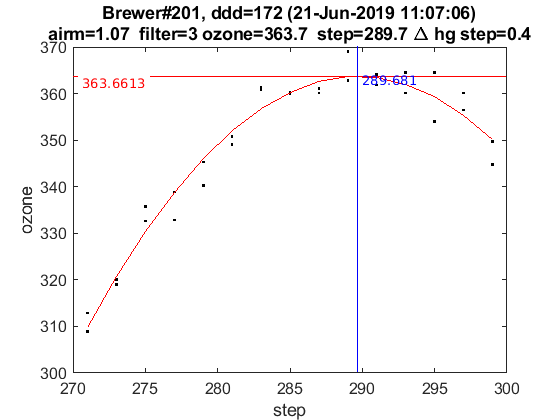 Brewer#201, ddd=172 (21-Jun-2019 11:07:06)
airm=1.07 filter=3 ozone=363.7 step=289.7 Δ hg step=0.4
370
363.6613
289.681
360
350
340
ozone
330
320
310
300
270 275 280 285 290 295 300
step